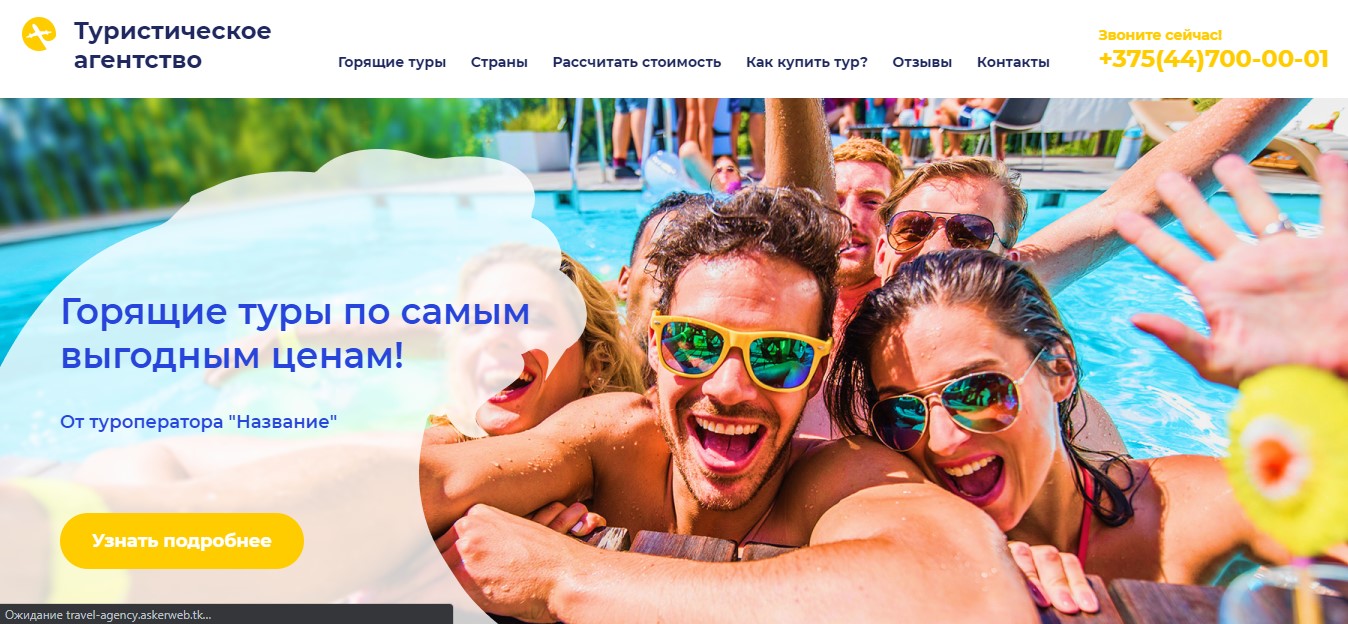 Туристическое
агентство
Горящие туры
Страны
Рассчитать стоимость
Как купить тур?
Отзывы
Контакты
Звоните сейчас!
+375(44)700-00-01
Горящие туры по самым
выгодным ценам!
От туроператора "Название"
Узнать подробнее
Ожидание travel-agency.askerweb.tk...